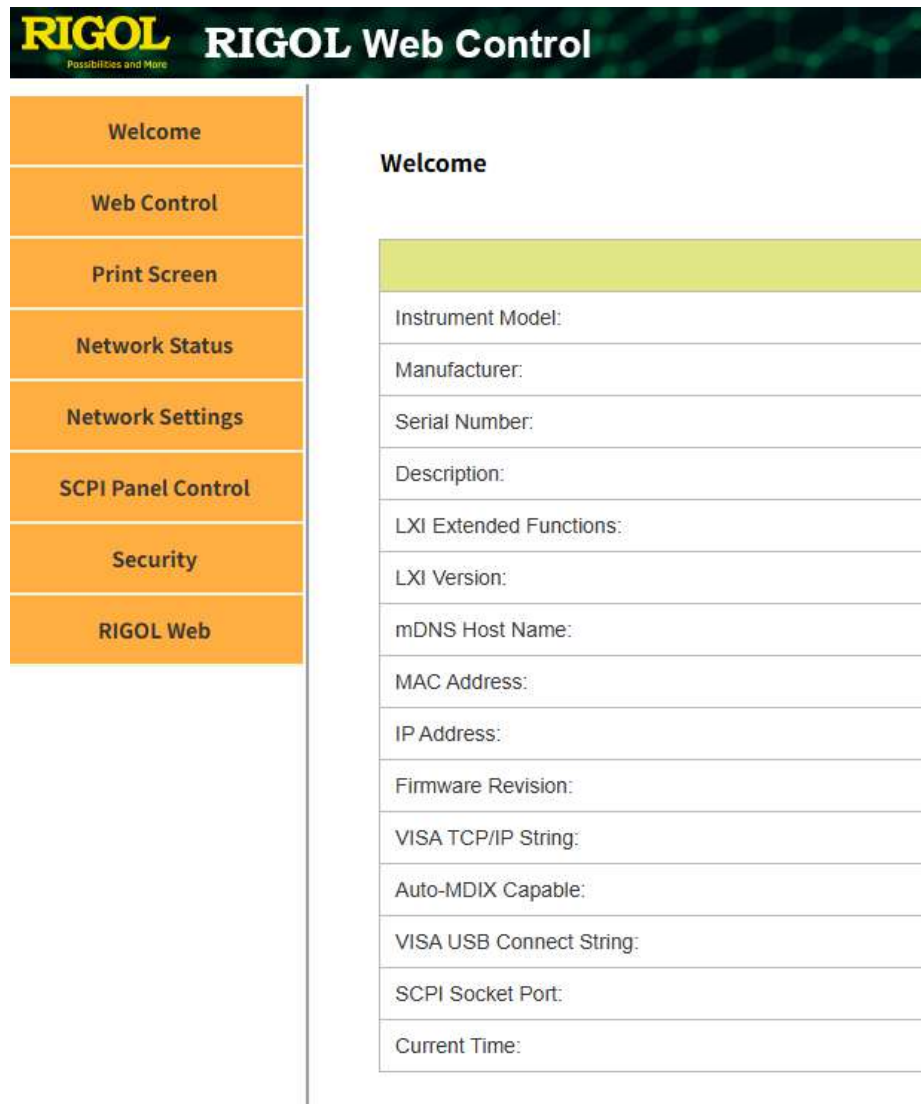 RIGOL
Possibilities and More
RIGOL Web Control
Welcome
Web Control
Print Screen
Network Status
Network Settings
SCPI Panel Control
Security
RIGOL Web
Welcome
Instrument Model:
Manufacturer:
Serial Number:
Description:
LXI Extended Functions:
LXI Version:
mDNS Host Name:
MAC Address:
IP Address:
Firmware Revision:
VISA TCP/IP String:
Auto-MDIX Capable:
VISA USB Connect String:
SCPI Socket Port:
Current Time: